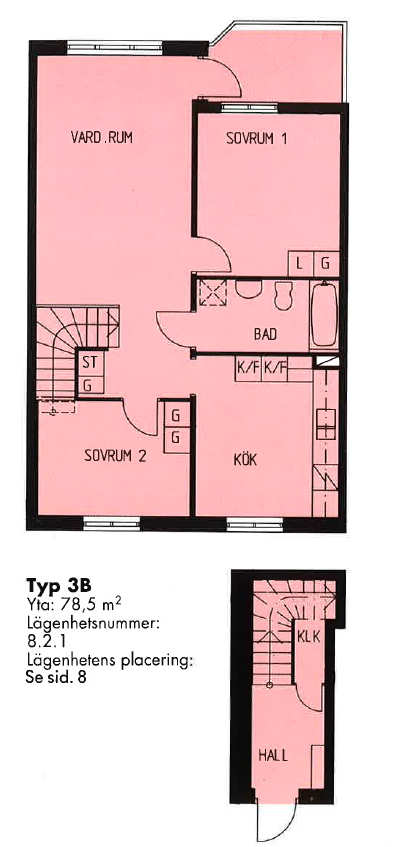 VARD.RUM
SOVRUM 1
L
G
BAD
ST
G
K/F
K/F
G
G
SOVRUM 2
KÖK
Typ 3B
Yta: 78,5 m²
Lägenhetsnummer:
8.2.1
Lägenhetens placering:
Se sid. 8
KLK
HALL